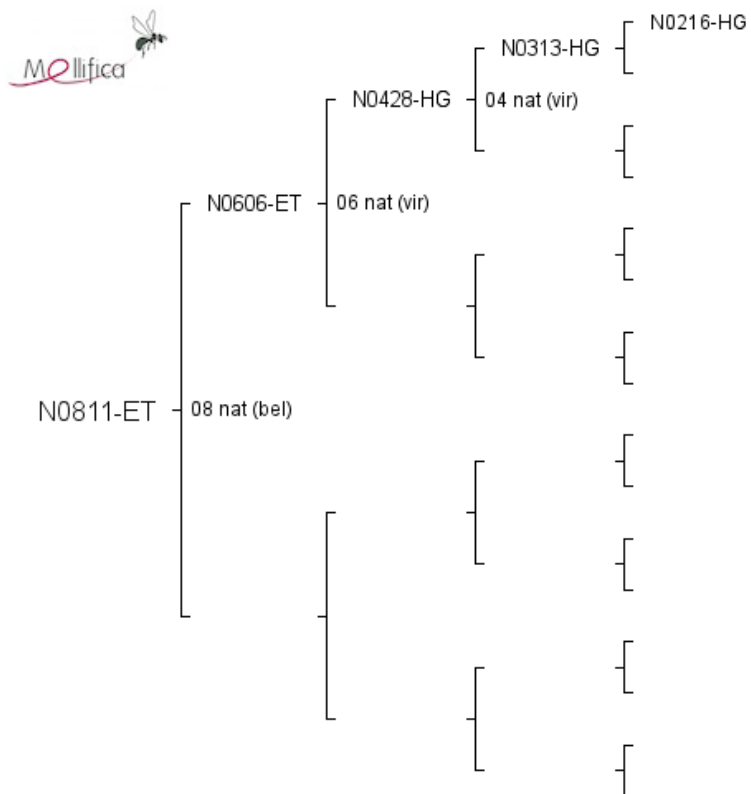 Mellifica
N0216-HG
N0313-HG
N0428-HG
04 nat (vir)
N0606-ET
06 nat (vir)
N0811-ET
08 nat (bel)